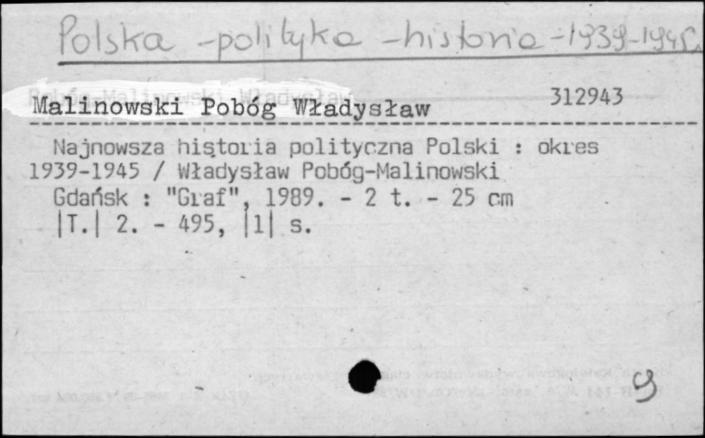 Polska - polityka - historia - 1939-1945r.
312943
Malinowski Pobóg Władysław
Najnowsza historia polityczna Polski : okres
1939-1945 / Władysław Pobóg-Malinowski
Gdańsk : "Graf", 1989. - 2 t. - 25 cm
|T.| 2. - 495, |1| s.